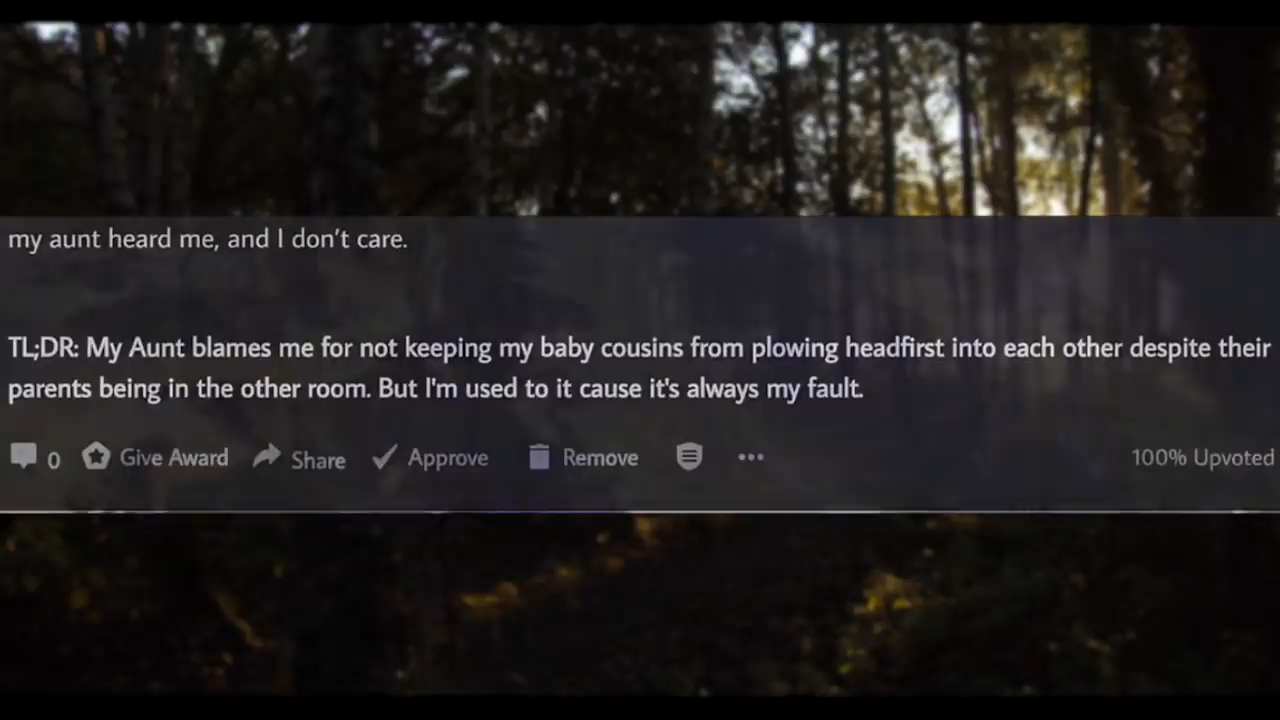 my aunt heard me, and I don't care.
TL;DR: My Aunt blames me for not keeping my baby cousins from plowing headfirst into each other despite their
parents being in the other room. But I'm used to it cause it's always my fault.
0 Give Award Share Approve Remove 100% Upvoted